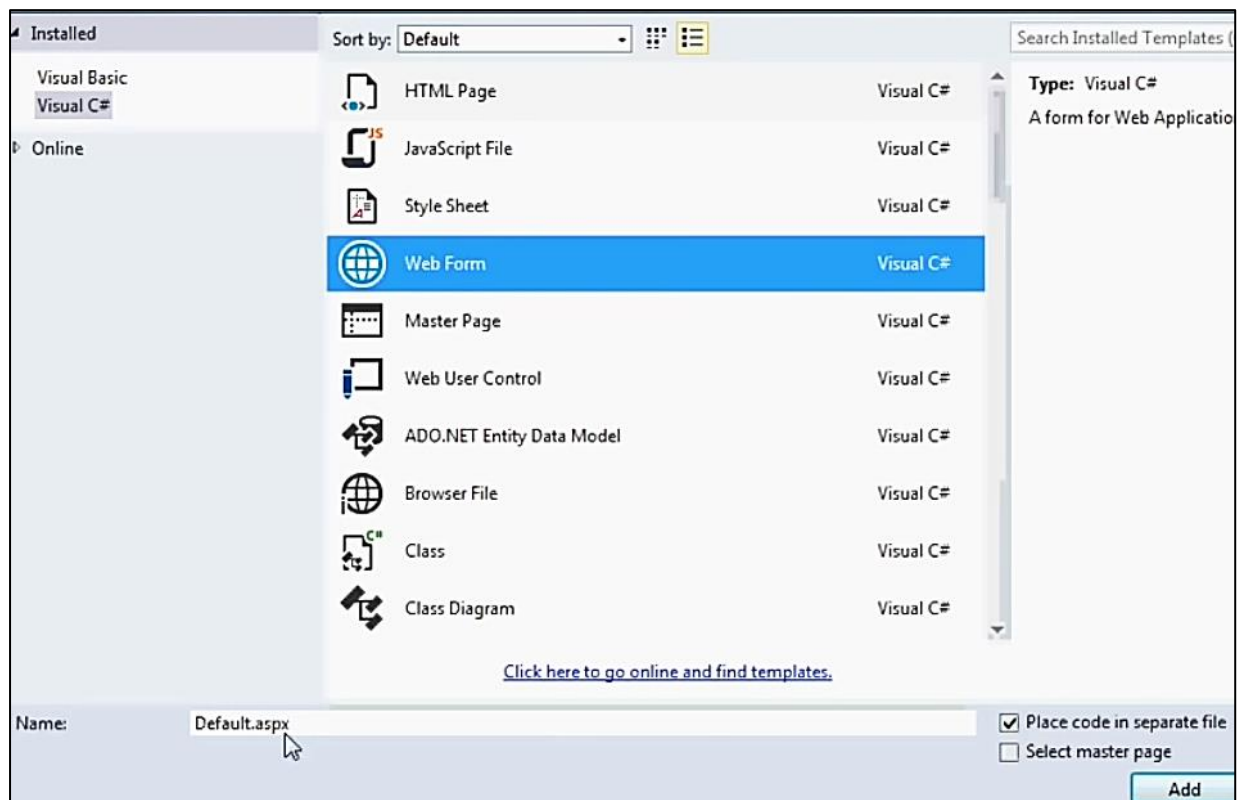 Installed
Visual Basic
Visual C#
Online
Sort by: Default
HTML Page Visual C#
JavaScript File Visual C#
Style Sheet Visual C#
Web Form Visual C#
Master Page Visual C#
Web User Control Visual C#
ADO.NET Entity Data Model Visual C#
Browser File Visual C#
Class Visual C#
Class Diagram Visual C#
Click here to go online and find templates.
Search Installed Templates (
Type: Visual C#
A form for Web Applicatio
Name: Default.aspx
Place code in separate file
Select master page
Add